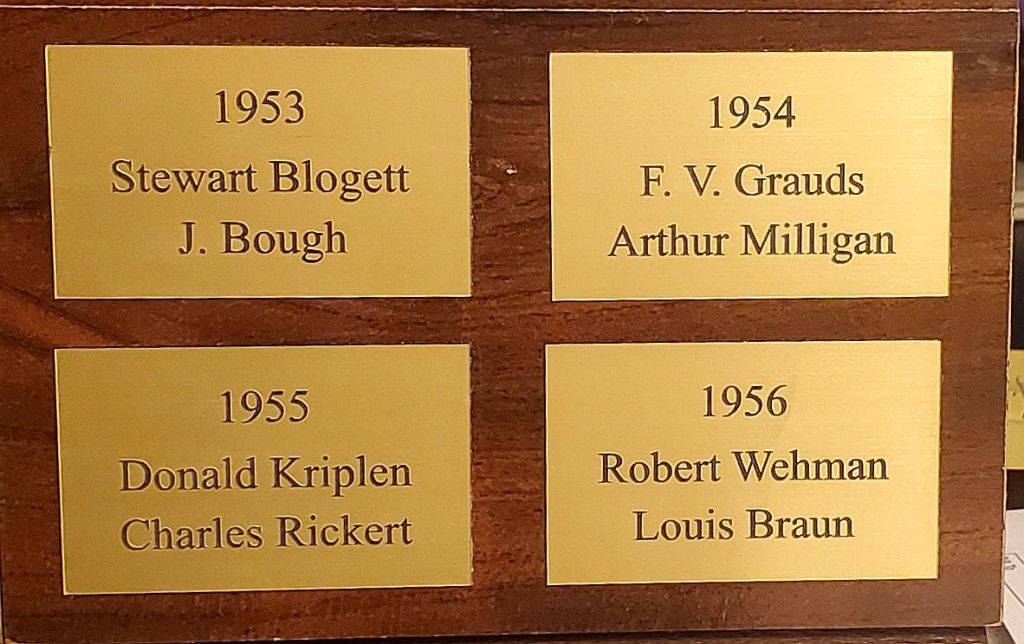 1953
Stewart Blogett
J. Bough
1954
F. V. Grauds
Arthur Milligan
1955
Donald Kriplen
Charles Rickert
1956
Robert Wehman
Louis Braun